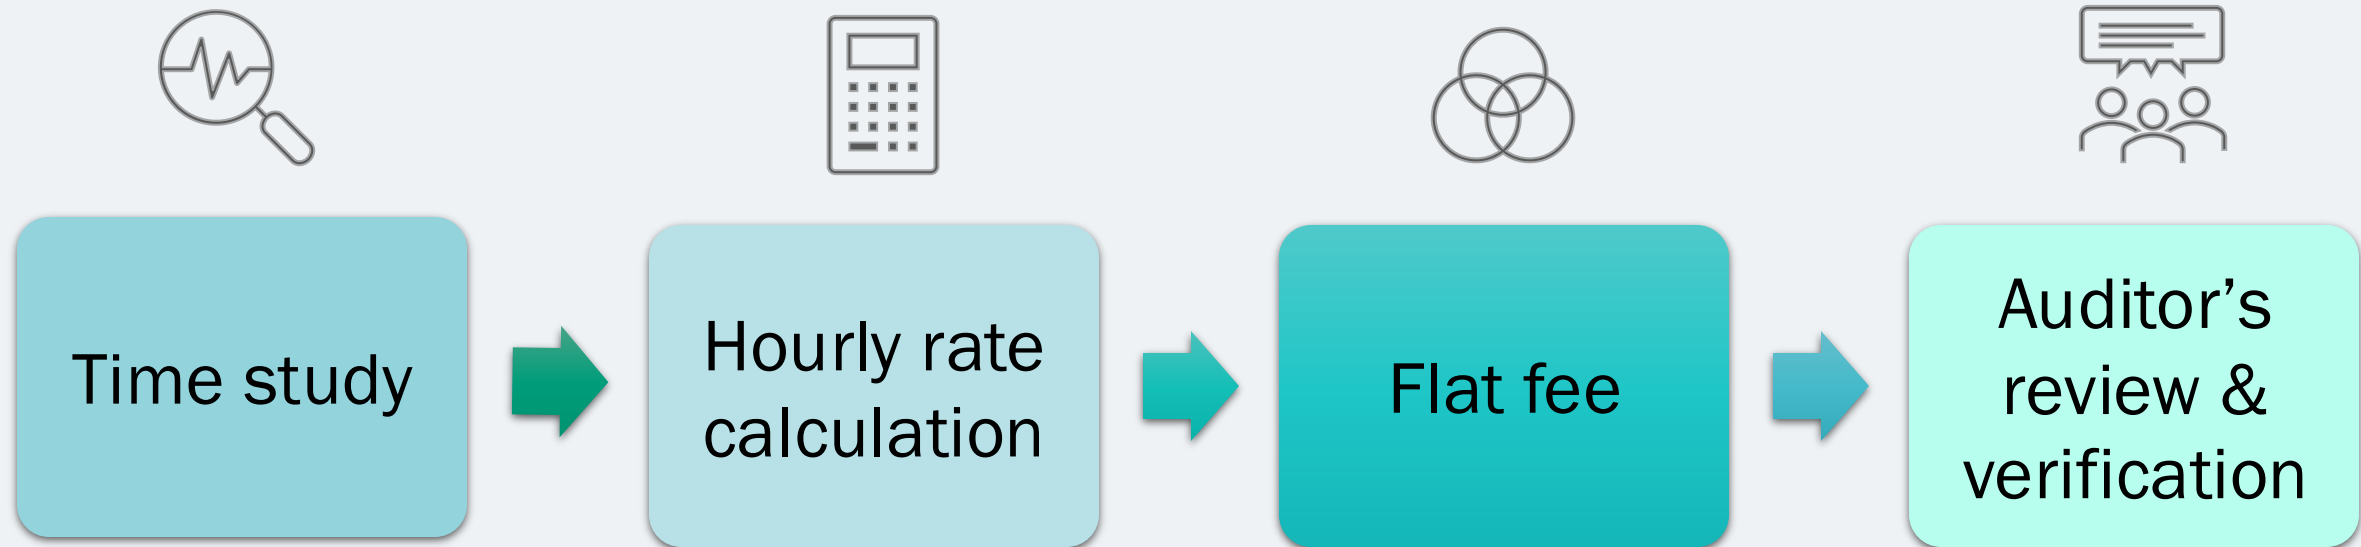 Time study
Hourly rate
calculation
Flat fee
Auditor’s
review &
verification